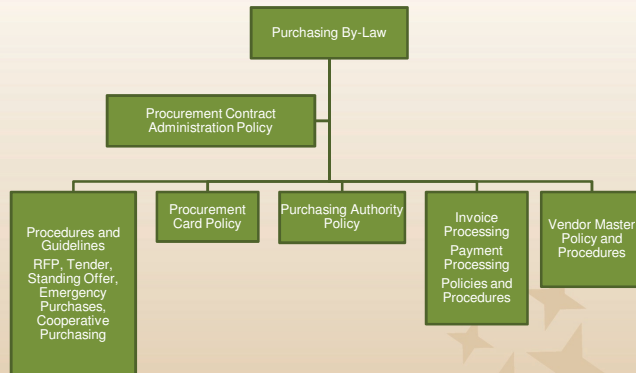 Purchasing By-Law
Procurement Contract
Administration Policy
Procedures and
Guidelines
RFP, Tender,
Standing Offer,
Emergency
Purchases,
Cooperative
Purchasing
Procurement
Card Policy
Purchasing Authority
Policy
Invoice
Processing
Payment
Processing
Policies and
Procedures
Vendor Master
Policy and
Procedures